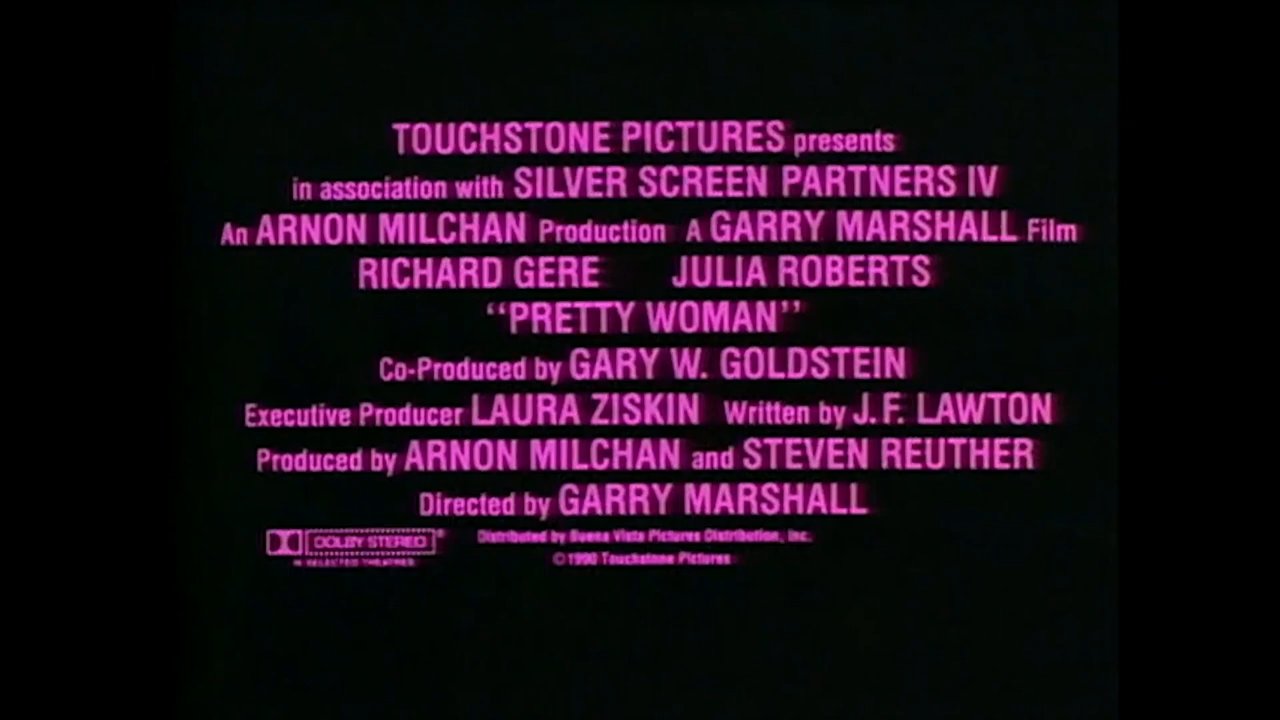 TOUCHSTONE PICTURES presents
in association with SILVER SCREEN PARTNERS IV
An ARNON MILCHAN Production A GARRY MARSHALL Film
RICHARD GERE JULIA ROBERTS
“PRETTY WOMAN”
Co-Produced by GARY W. GOLDSTEIN
Executive Producer LAURA ZISKIN Written by J.F. LAWTON
Produced by ARNON MILCHAN and STEVEN REUTHER
Directed by GARRY MARSHALL
DOLBY STEREO® Distributed by Buena Vista Pictures Distribution, Inc.
IN SELECTED THEATRES ©1990 Touchstone Pictures